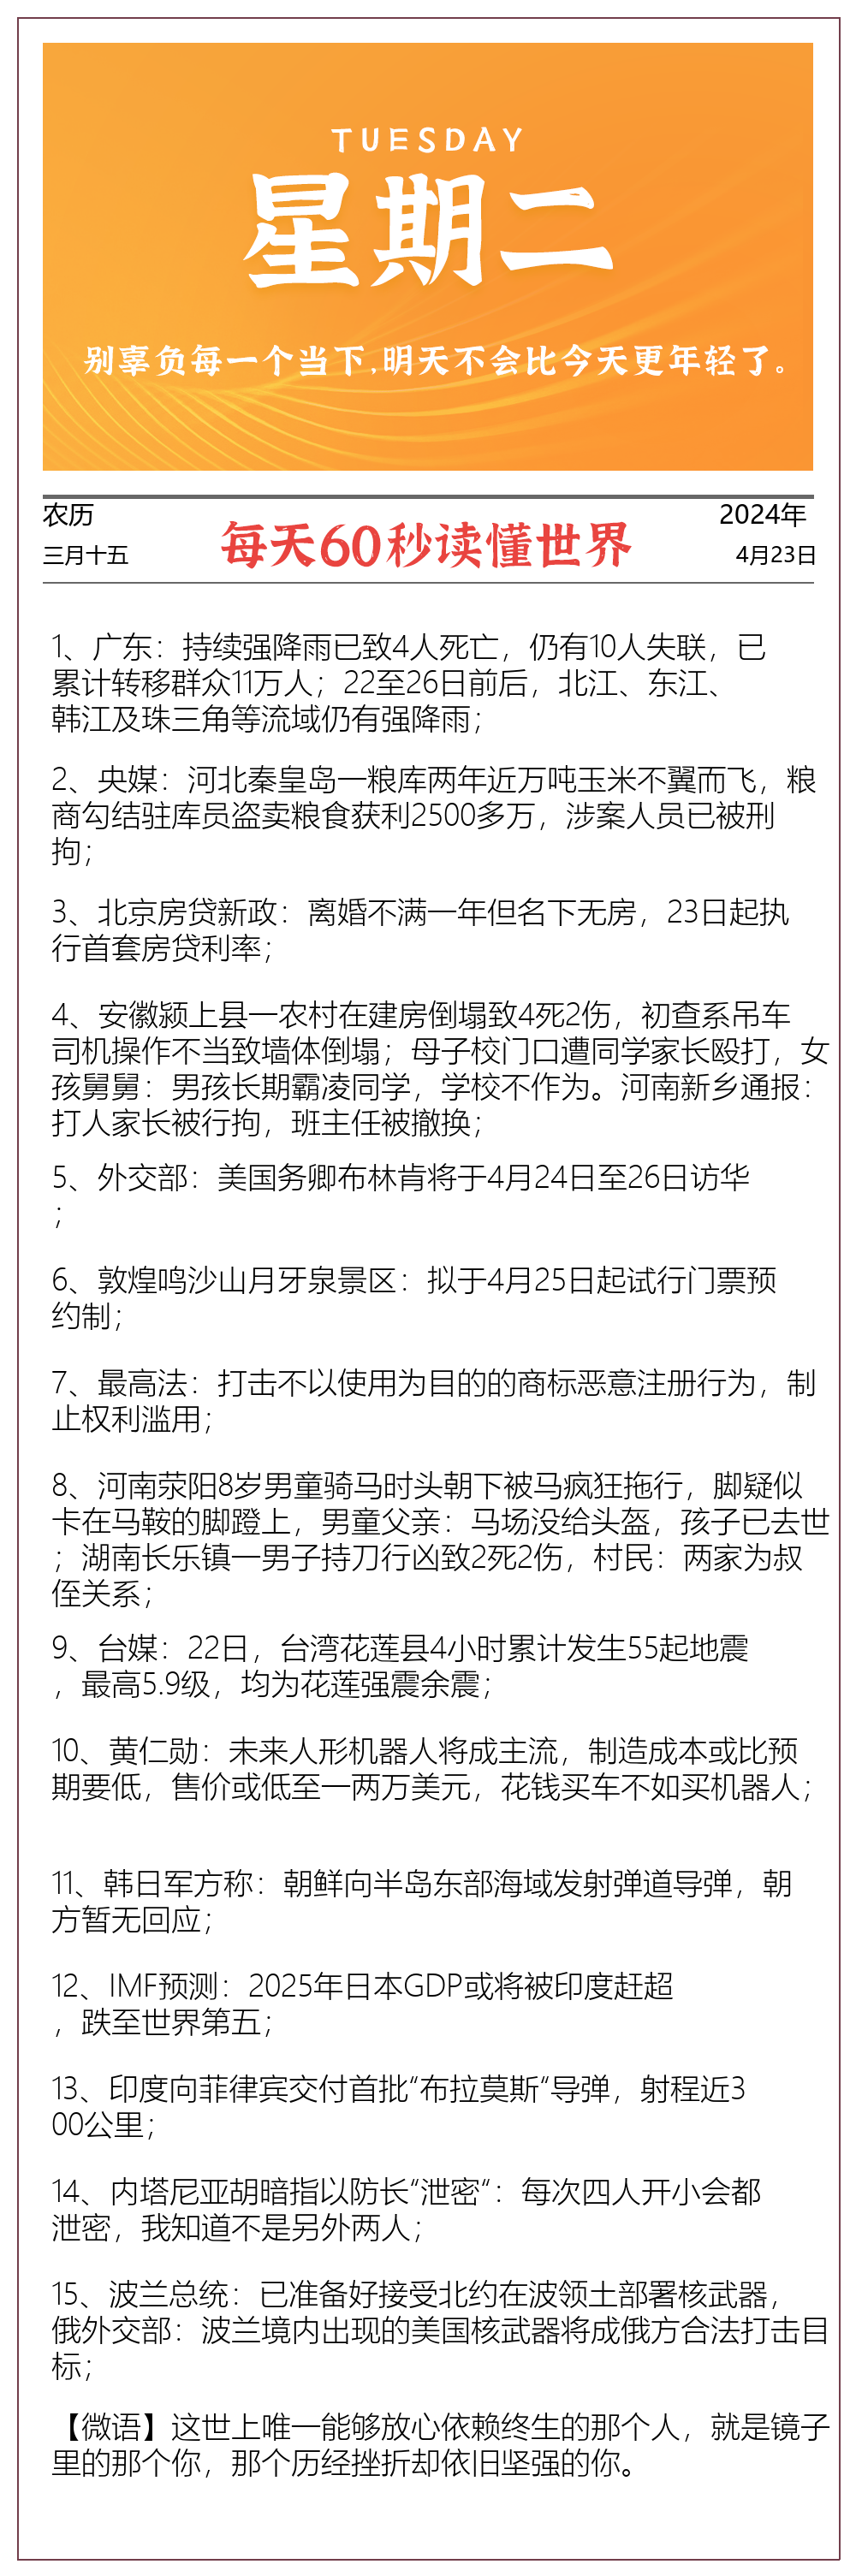 TUESDAY
星期二
别辜负每一个当下,明天不会比今天更年轻了。
农历
2024年
每天60秒读懂世界
三月十五
4月23日
1、广东：持续强降雨已致4人死亡，仍有10人失联，已
累计转移群众11万人；22至26日前后，北江、东江、
韩江及珠三角等流域仍有强降雨；
2、央媒：河北秦皇岛一粮库两年近万吨玉米不翼而飞，粮
商勾结驻库员盗卖粮食获利2500多万，涉案人员已被刑
拘；
3、北京房贷新政：离婚不满一年但名下无房，23日起执
行首套房贷利率；
4、安徽颍上县一农村在建房倒塌致4死2伤，初查系吊车
司机操作不当致墙体倒塌；母子校门口遭同学家长殴打，女
孩舅舅：男孩长期霸凌同学，学校不作为。河南新乡通报：
打人家长被行拘，班主任被撤换；
5、外交部：美国务卿布林肯将于4月24日至26日访华
；
6、敦煌鸣沙山月牙泉景区：拟于4月25日起试行门票预
约制；
7、最高法：打击不以使用为目的的商标恶意注册行为，制
止权利滥用；
8、河南荥阳8岁男童骑马时头朝下被马疯狂拖行，脚疑似
卡在马鞍的脚蹬上，男童父亲：马场没给头盔，孩子已去世
；湖南长乐镇一男子持刀行凶致2死2伤，村民：两家为叔
侄关系；
9、台媒：22日，台湾花莲县4小时累计发生55起地震
，最高5.9级，均为花莲强震余震；
10、黄仁勋：未来人形机器人将成主流，制造成本或比预
期要低，售价或低至一两万美元，花钱买车不如买机器人；
11、韩日军方称：朝鲜向半岛东部海域发射弹道导弹，朝
方暂无回应；
12、IMF预测：2025年日本GDP或将被印度赶超
，跌至世界第五；
13、印度向菲律宾交付首批“布拉莫斯“导弹，射程近3
00公里；
14、内塔尼亚胡暗指以防长“泄密“：每次四人开小会都
泄密，我知道不是另外两人；
15、波兰总统：已准备好接受北约在波领土部署核武器，
俄外交部：波兰境内出现的美国核武器将成俄方合法打击目
标；
【微语】这世上唯一能够放心依赖终生的那个人，就是镜子
里的那个你，那个历经挫折却依旧坚强的你。